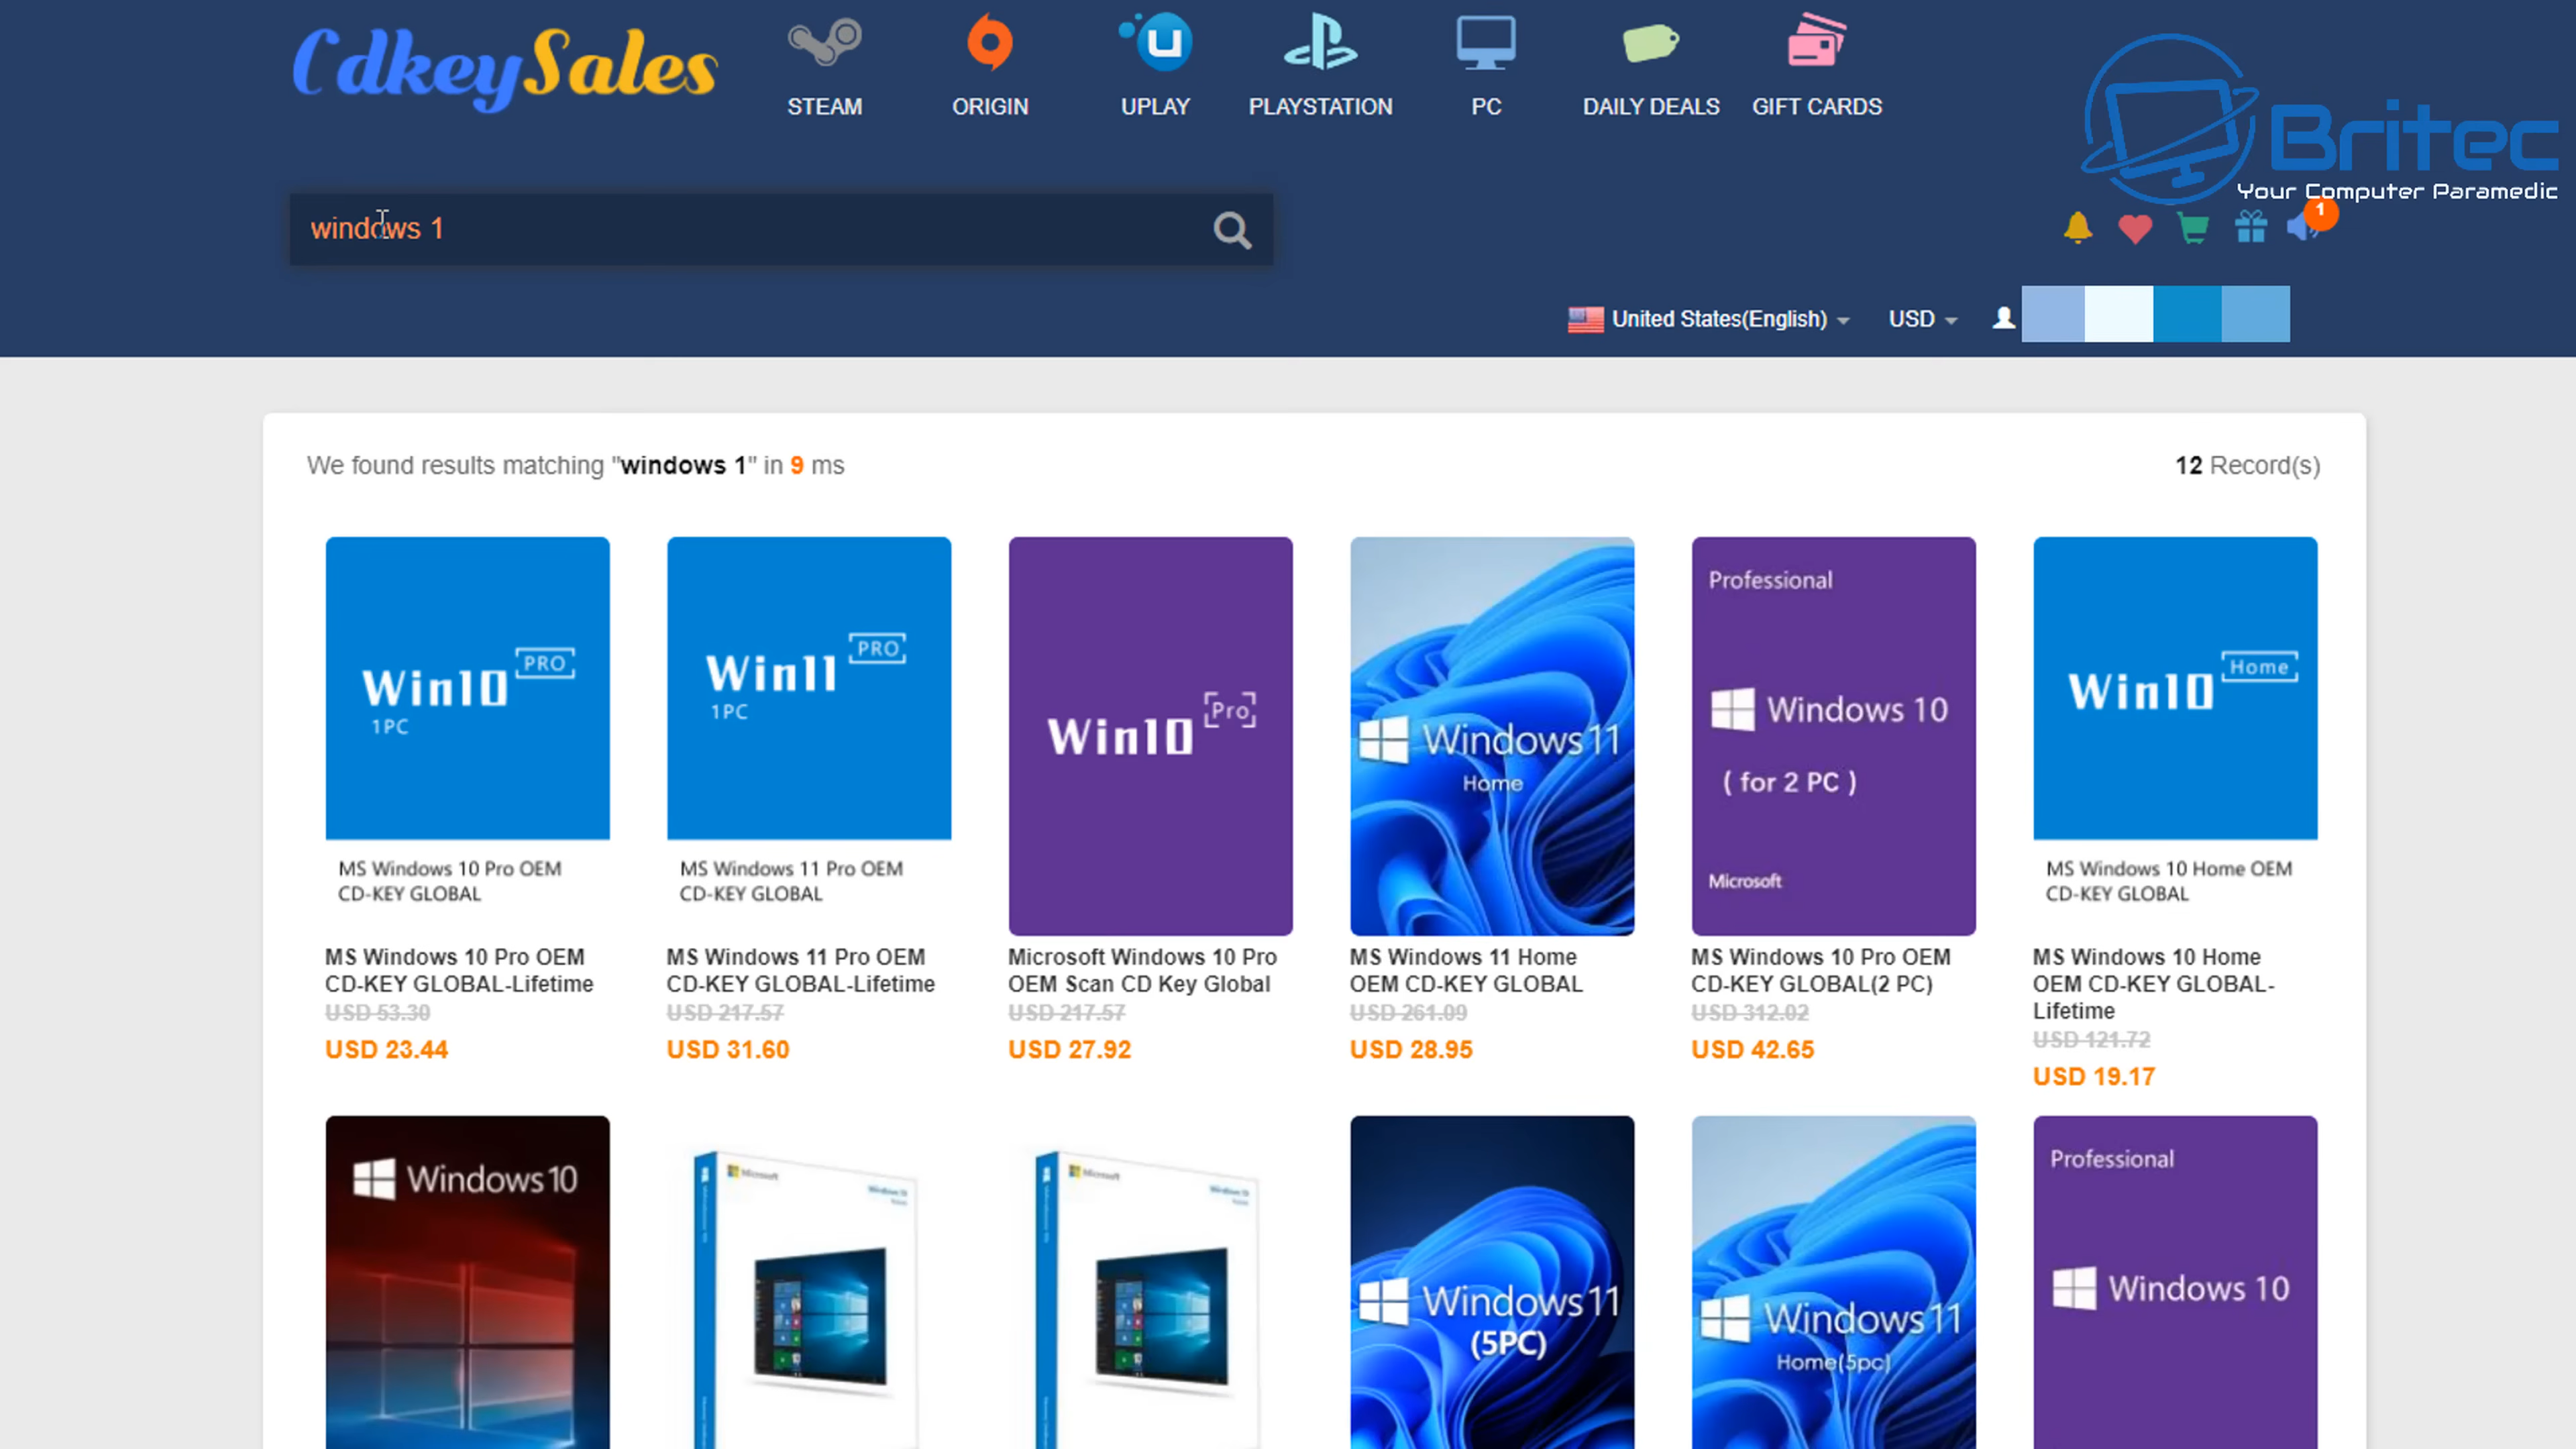 CdkeySales
STEAM
ORIGIN
UPLAY
PLAYSTATION
PC
DAILY DEALS
GIFT CARDS
Britec
Your Computer Paramedic
windows 1
1
United States(English)
USD
We found results matching "windows 1" in 9 ms
12 Record(s)
Win10 PRO
1PC
MS Windows 10 Pro OEM
CD-KEY GLOBAL
Win11 PRO
1PC
MS Windows 11 Pro OEM
CD-KEY GLOBAL
Win10 Pro
Windows 11
Home
Professional
Windows 10
( for 2 PC )
Microsoft
Win10 Home
MS Windows 10 Home OEM
CD-KEY GLOBAL
MS Windows 10 Pro OEM
CD-KEY GLOBAL-Lifetime
USD 53.30
USD 23.44
MS Windows 11 Pro OEM
CD-KEY GLOBAL-Lifetime
USD 217.57
USD 31.60
Microsoft Windows 10 Pro
OEM Scan CD Key Global
USD 217.57
USD 27.92
MS Windows 11 Home
OEM CD-KEY GLOBAL
USD 261.09
USD 28.95
MS Windows 10 Pro OEM
CD-KEY GLOBAL(2 PC)
USD 312.02
USD 42.65
MS Windows 10 Home
OEM CD-KEY GLOBAL-
Lifetime
USD 121.72
USD 19.17
Windows 10
Microsoft
Windows 10
Microsoft
Windows 10
Windows 11
(5PC)
Windows 11
Home(5pc)
Professional
Windows 10